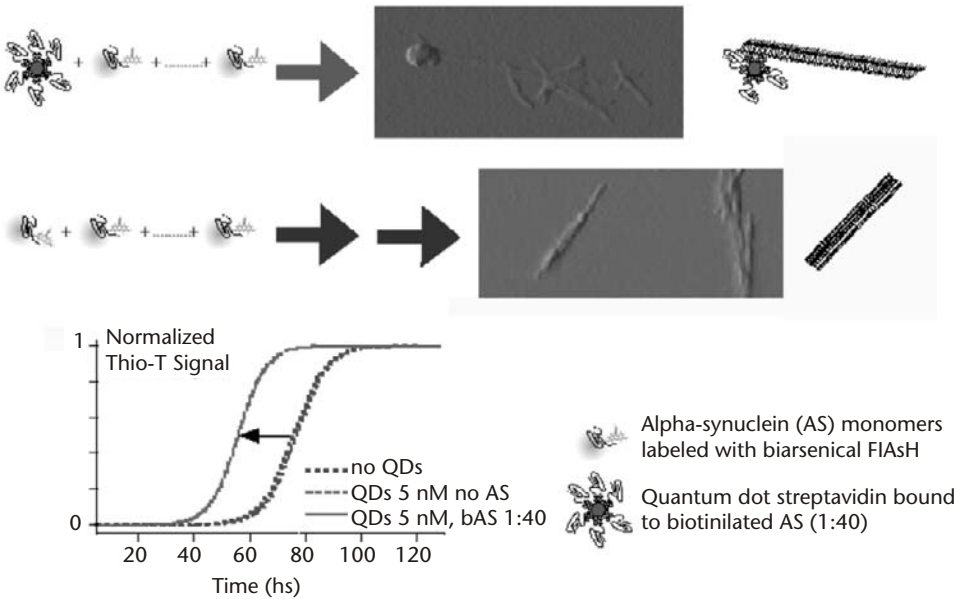 + + ......... +
+ + ......... +
1
Normalized
Thio-T Signal
no QDs
QDs 5 nM no AS
QDs 5 nM, bAS 1:40
0
20 40 60 80 100 120
Time (hs)
Alpha-synuclein (AS) monomers
labeled with biarsenical FIAsH
Quantum dot streptavidin bound
to biotinilated AS (1:40)